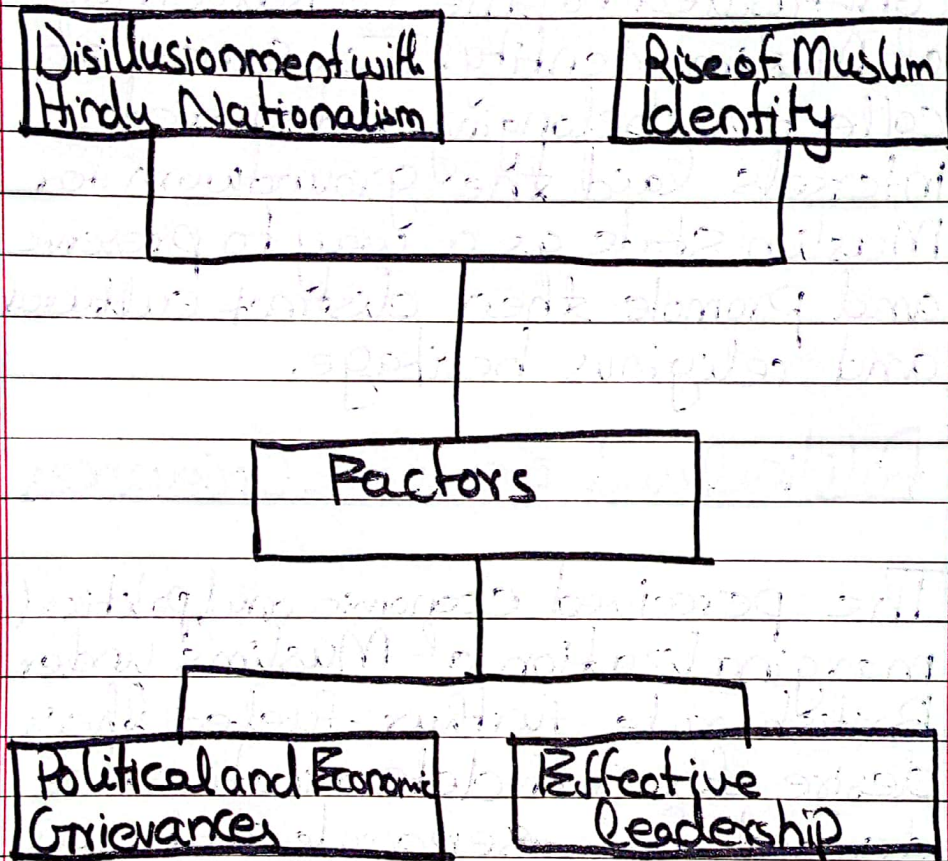 Disillusionment with
Hindu Nationalism
Rise of Muslim
Identity
Factors
Political and Economic
Grievances
Effective
leadership